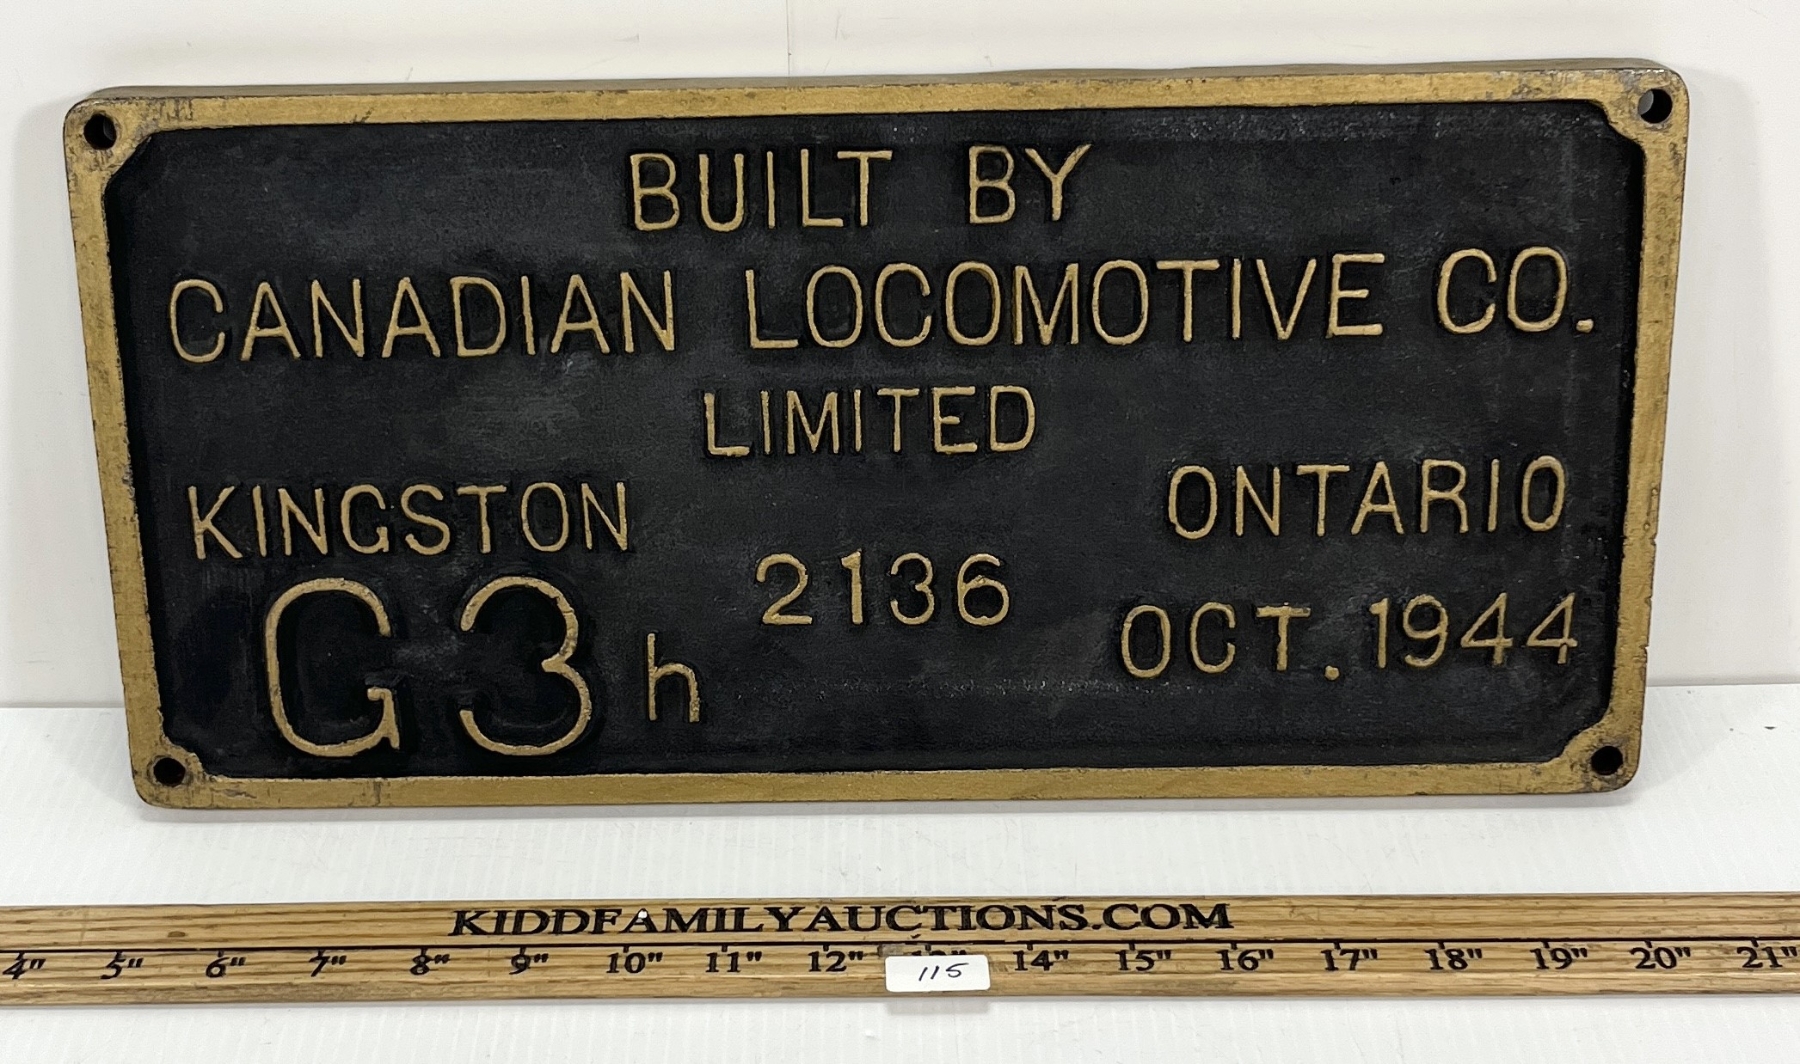 BUILT BY
CANADIAN LOCOMOTIVE CO.
LIMITED
KINGSTON ONTARIO
2136
G3h OCT. 1944
KIDDFAMILYAUCTIONS.COM
4" 5" 6" 7" 8" 9" 10" 11" 12" 14" 15" 16" 17" 18" 19" 20" 21"
115